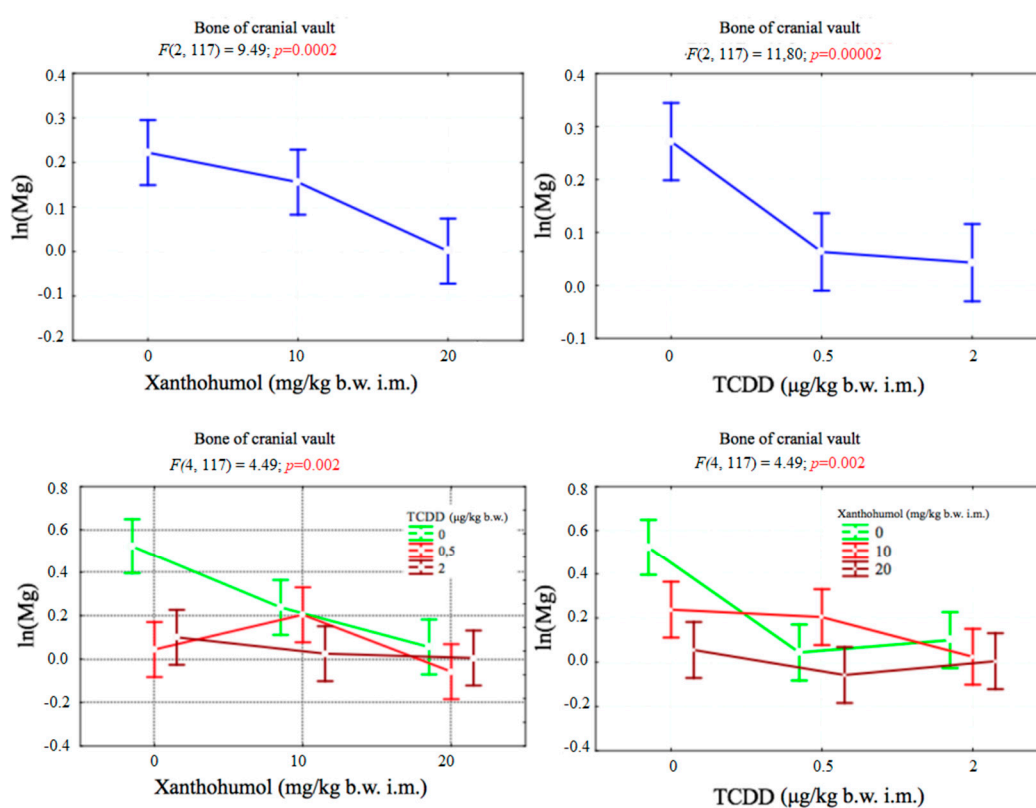 Bone of cranial vault
F(2, 117) = 9.49; p=0.0002
0.4
0.3
0.2
0.1
0.0
-0.1
-0.2
ln(Mg)
0 10 20
Xanthohumol (mg/kg b.w. i.m.)
Bone of cranial vault
F(2, 117) = 11,80; p=0.00002
0.4
0.3
0.2
0.1
0.0
-0.1
ln(Mg)
0 0.5 2
TCDD (µg/kg b.w. i.m.)
Bone of cranial vault
F(4, 117) = 4.49; p=0.002
0.8
0.6
0.4
0.2
0.0
-0.2
-0.4
ln(Mg)
TCDD (µg/kg b.w.)
0
0,5
2
0 10 20
Xanthohumol (mg/kg b.w. i.m.)
Bone of cranial vault
F(4, 117) = 4.49; p=0.002
0.8
0.6
0.4
0.2
0.0
-0.2
-0.4
ln(Mg)
Xanthohumol (mg/kg b.w. i.m.)
0
10
20
0 0.5 2
TCDD (µg/kg b.w. i.m.)